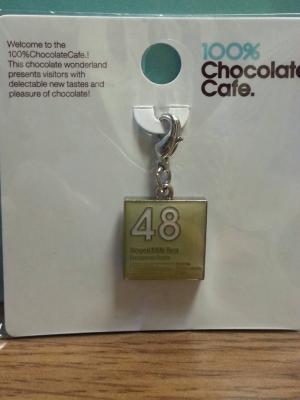 Welcome to the
100%ChocolateCafe.!
This chocolate wonderland
presents visitors with
delectable new tastes and
pleasure of chocolate!
100%
Chocolate
Cafe.
48